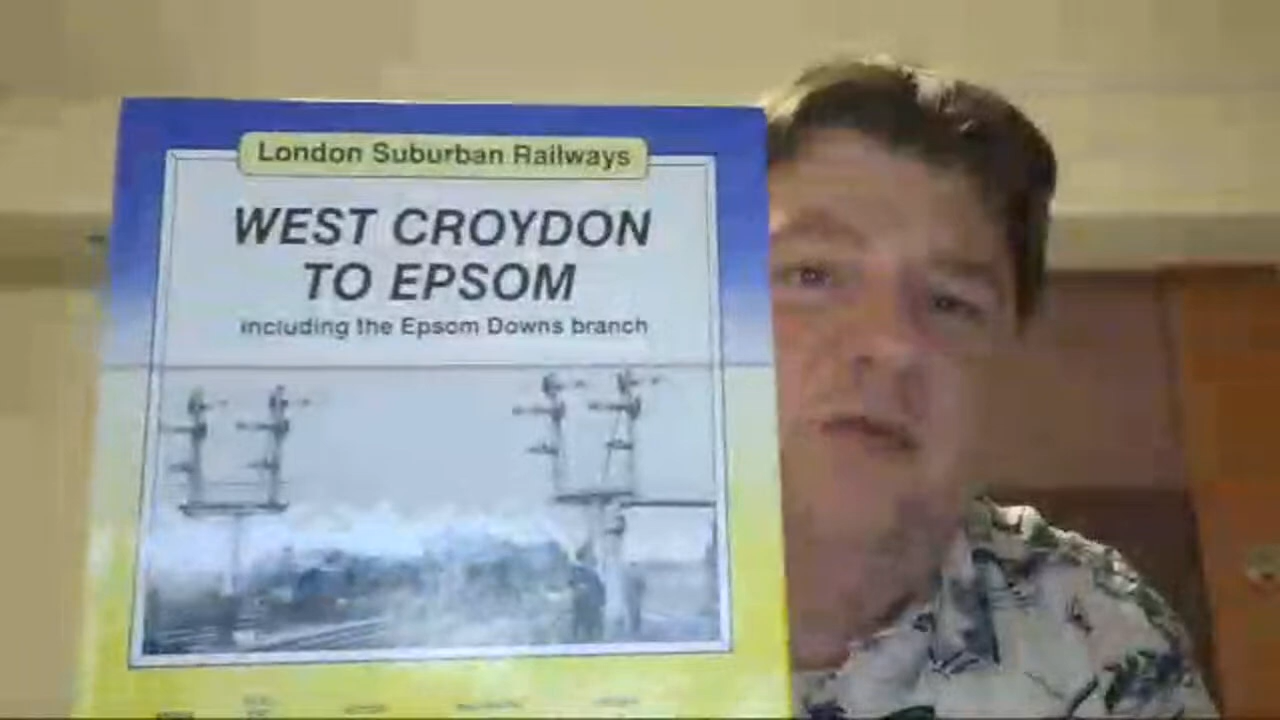 London Suburban Railways
WEST CROYDON
TO EPSOM
including the Epsom Downs branch